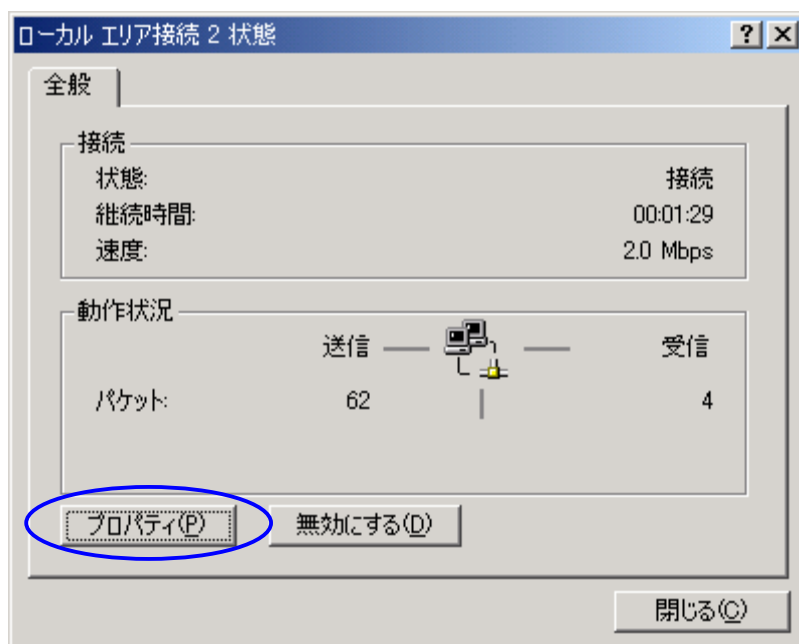 ローカル エリア接続 2 状態
全般
接続
状態: 接続
継続時間: 00:01:29
速度: 2.0 Mbps
動作状況
送信 受信
パケット: 62 4
プロパティ(P) 無効にする(D)
閉じる(C)